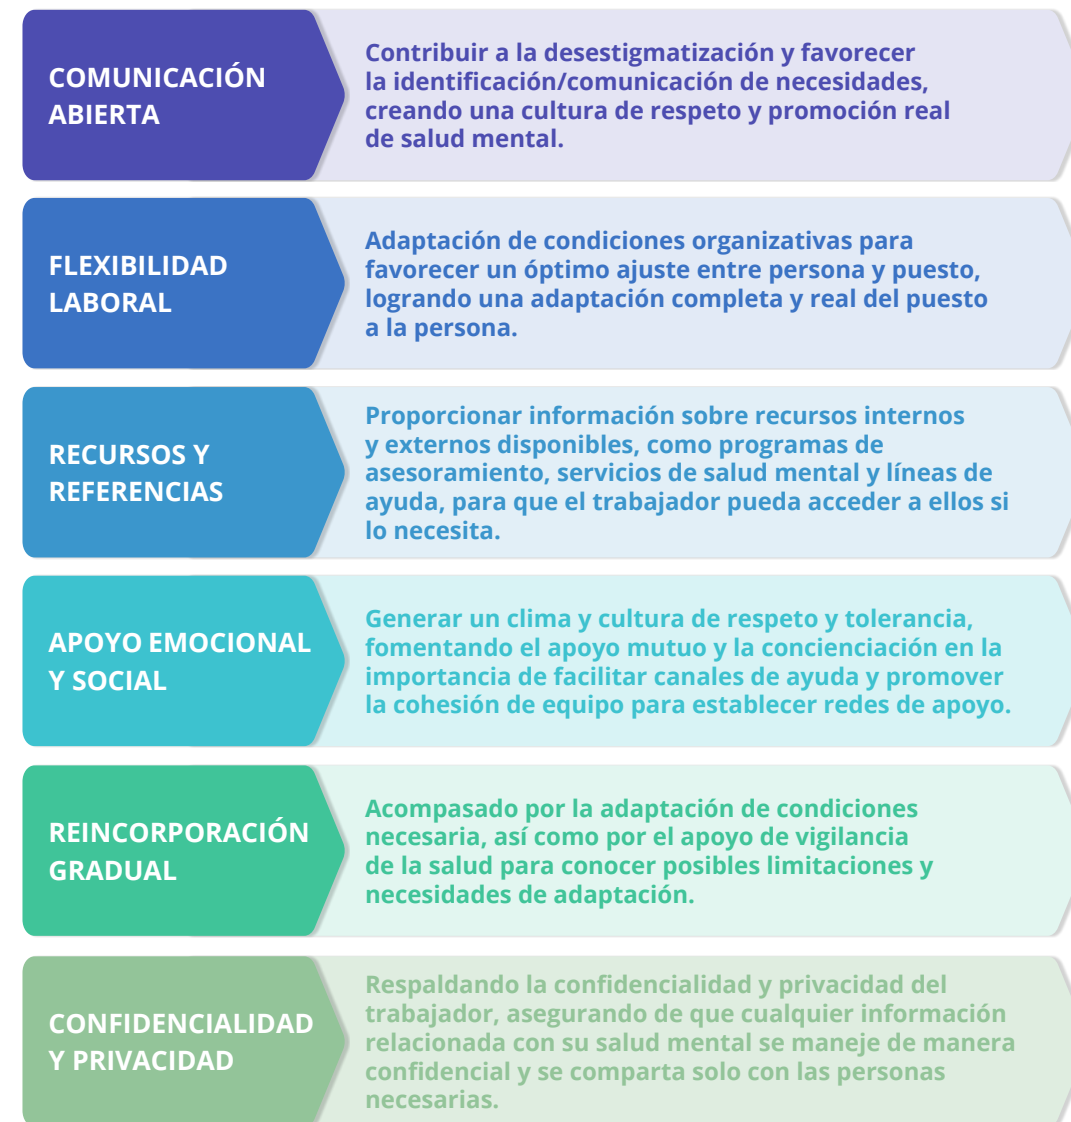 COMUNICACIÓN
ABIERTA
Contribuir a la desestigmatización y favorecer
la identificación/comunicación de necesidades,
creando una cultura de respeto y promoción real
de salud mental.
FLEXIBILIDAD
LABORAL
Adaptación de condiciones organizativas para
favorecer un óptimo ajuste entre persona y puesto,
logrando una adaptación completa y real del puesto
a la persona.
RECURSOS Y
REFERENCIAS
Proporcionar información sobre recursos internos
y externos disponibles, como programas de
asesoramiento, servicios de salud mental y líneas de
ayuda, para que el trabajador pueda acceder a ellos si
lo necesita.
APOYO EMOCIONAL
Y SOCIAL
Generar un clima y cultura de respeto y tolerancia,
fomentando el apoyo mutuo y la concienciación en la
importancia de facilitar canales de ayuda y promover
la cohesión de equipo para establecer redes de apoyo.
REINCORPORACIÓN
GRADUAL
Acompasado por la adaptación de condiciones
necesaria, así como por el apoyo de vigilancia
de la salud para conocer posibles limitaciones y
necesidades de adaptación.
CONFIDENCIALIDAD
Y PRIVACIDAD
Respaldando la confidencialidad y privacidad del
trabajador, asegurando de que cualquier información
relacionada con su salud mental se maneje de manera
confidencial y se comparta solo con las personas
necesarias.